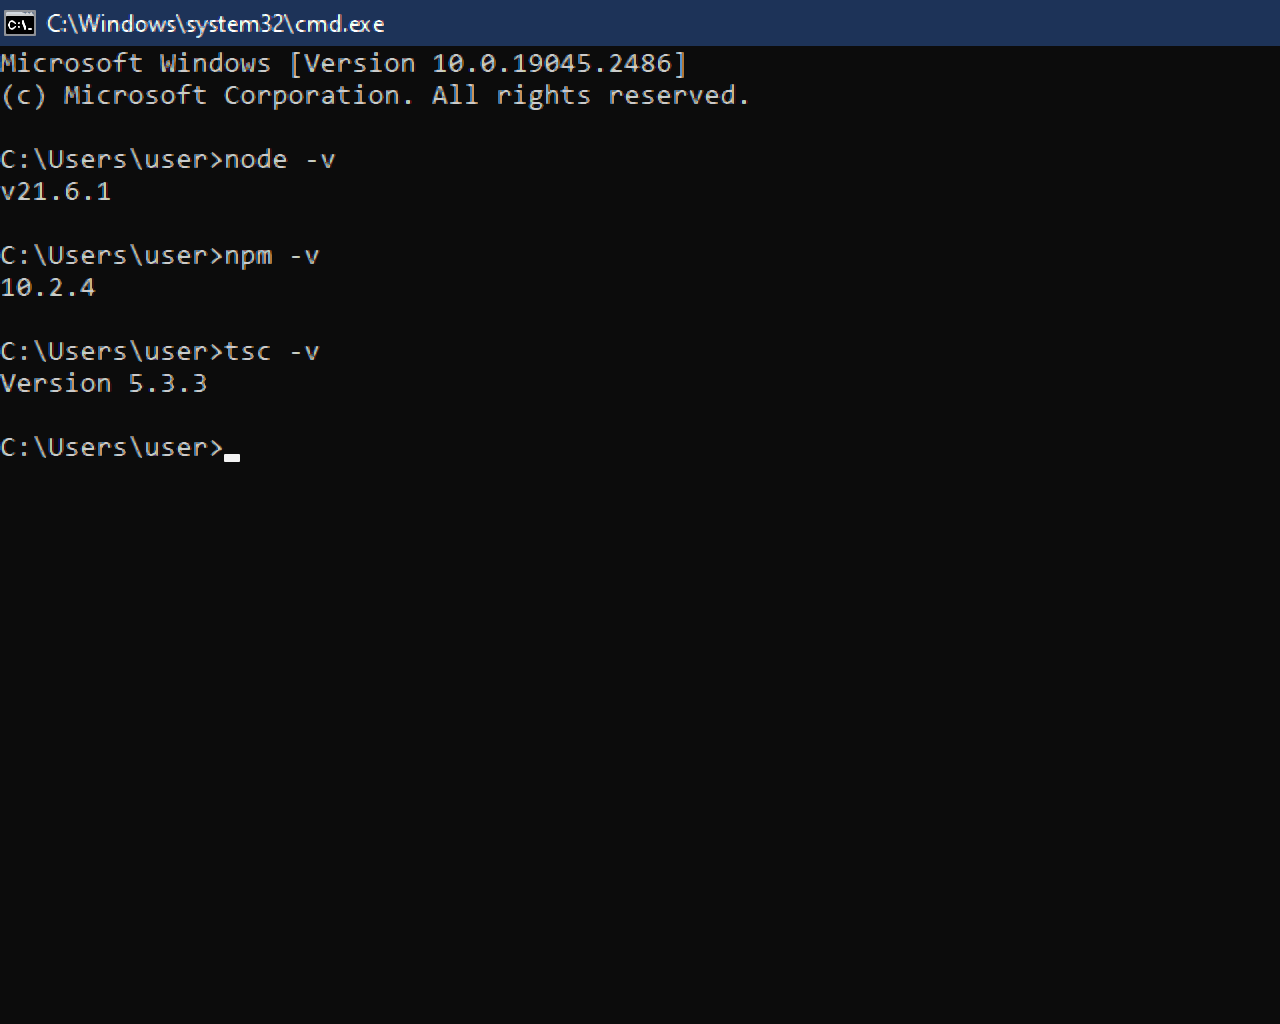 C:\Windows\system32\cmd.exe
Microsoft Windows [Version 10.0.19045.2486]
(c) Microsoft Corporation. All rights reserved.
C:\Users\user>node -v
v21.6.1
C:\Users\user>npm -v
10.2.4
C:\Users\user>tsc -v
Version 5.3.3
C:\Users\user>